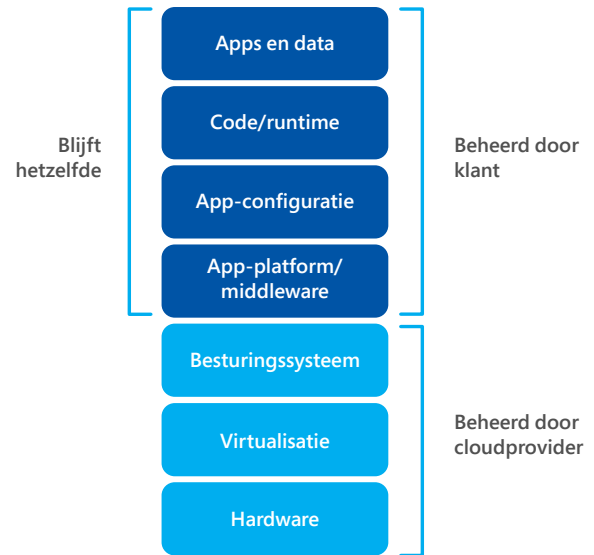 Apps en data
Code/runtime
Blijft
hetzelfde
Beheerd door
klant
App-configuratie
App-platform/
middleware
Besturingssysteem
Beheerd door
cloudprovider
Virtualisatie
Hardware